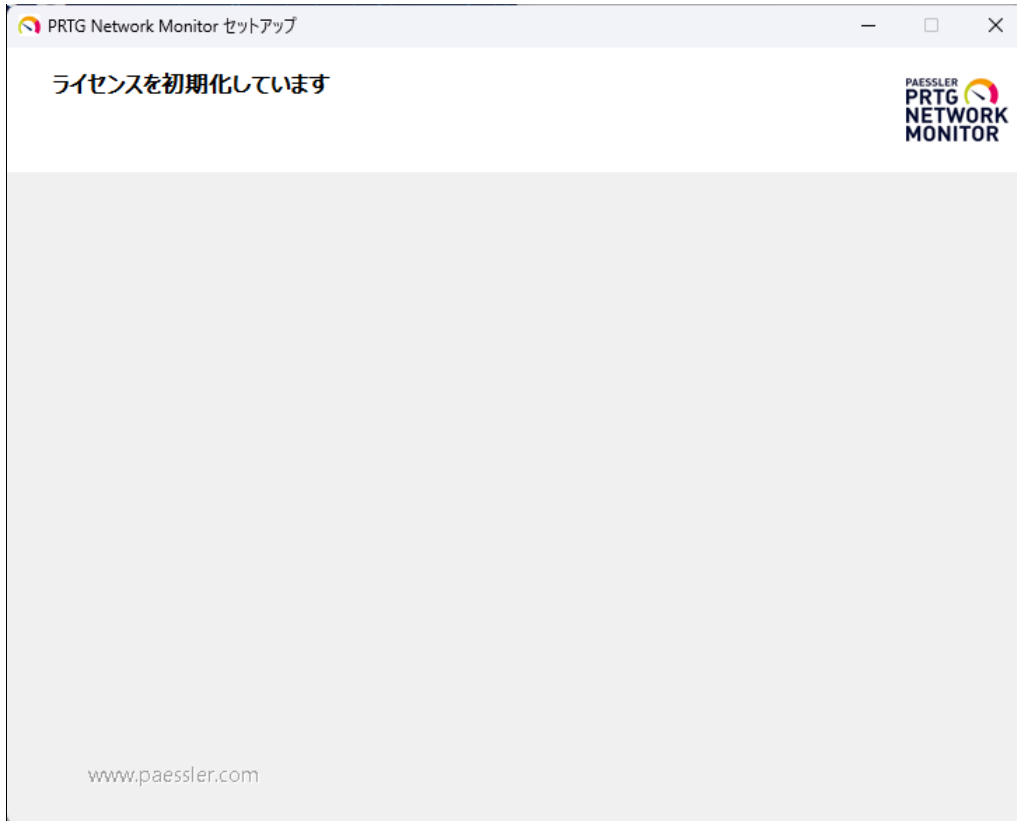 PRTG Network Monitor セットアップ
ライセンスを初期化しています
PAESSLER
PRTG
NETWORK
MONITOR
www.paessler.com